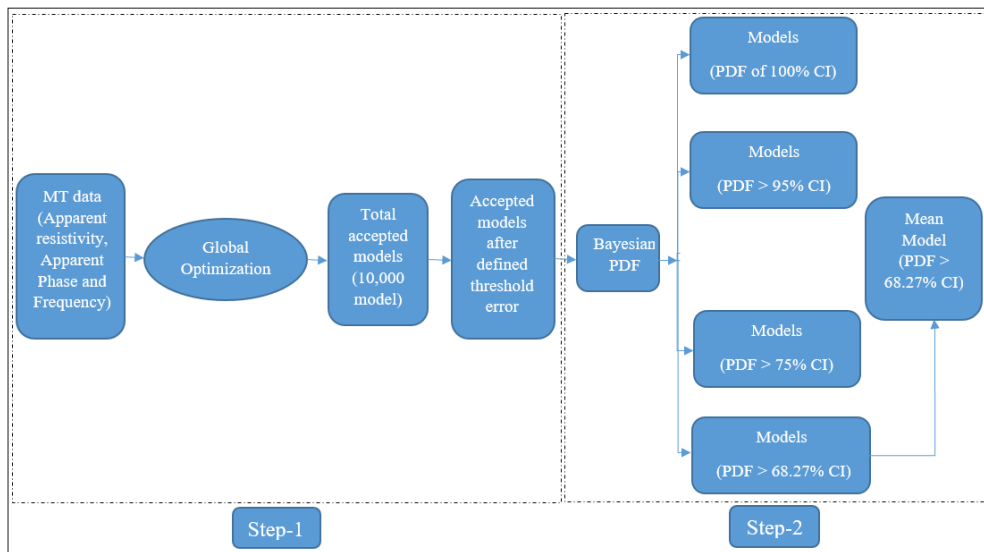 MT data
(Apparent
resistivity,
Apparent
Phase and
Frequency)
Global
Optimization
Total
accepted
models
(10,000
model)
Accepted
models
after
defined
threshold
error
Step-1
Bayesian
PDF
Models
(PDF of 100% CI)
Models
(PDF > 95% CI)
Models
(PDF > 75% CI)
Models
(PDF > 68.27% CI)
Mean
Model
(PDF >
68.27% CI)
Step-2